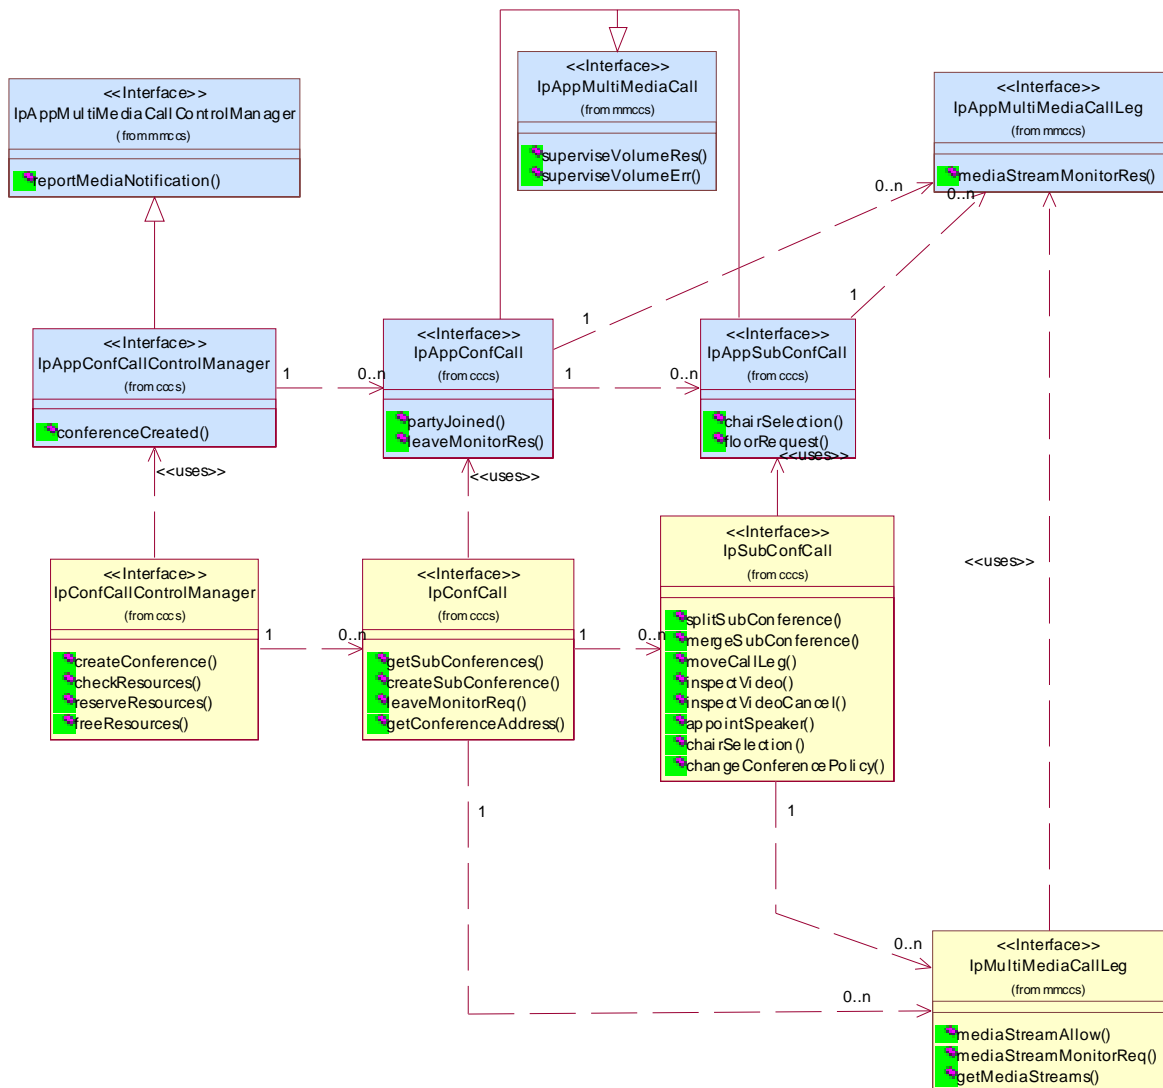 <<Interface>>
IpAppMultiMediaCallControlManager
(from mmccs)
reportMediaNotification()
<<Interface>>
IpAppMultiMediaCall
(from mmccs)
superviseVolumeRes()
superviseVolumeErr()
<<Interface>>
IpAppMultiMediaCallLeg
(from mmccs)
mediaStreamMonitorRes()
0..n
0..n
1
1
<<Interface>>
IpAppConfCallControlManager
(from cccs)
conferenceCreated()
1
0..n
<<Interface>>
IpAppConfCall
(from cccs)
partyJoined()
leaveMonitorRes()
1
0..n
<<Interface>>
IpAppSubConfCall
(from cccs)
chairSelection()
floorRequest()
<<uses>>
<<uses>>
<<uses>>
<<uses>>
<<Interface>>
IpConfCallControlManager
(from cccs)
createConference()
checkResources()
reserveResources()
freeResources()
1
0..n
<<Interface>>
IpConfCall
(from cccs)
getSubConferences()
createSubConference()
leaveMonitorReq()
getConferenceAddress()
1
0..n
<<Interface>>
IpSubConfCall
(from cccs)
splitSubConference()
mergeSubConference()
moveCallLeg()
inspectVideo()
inspectVideoCancel()
appointSpeaker()
chairSelection()
changeConferencePolicy()
1
1
0..n
0..n
<<Interface>>
IpMultiMediaCallLeg
(from mmccs)
mediaStreamAllow()
mediaStreamMonitorReq()
getMediaStreams()